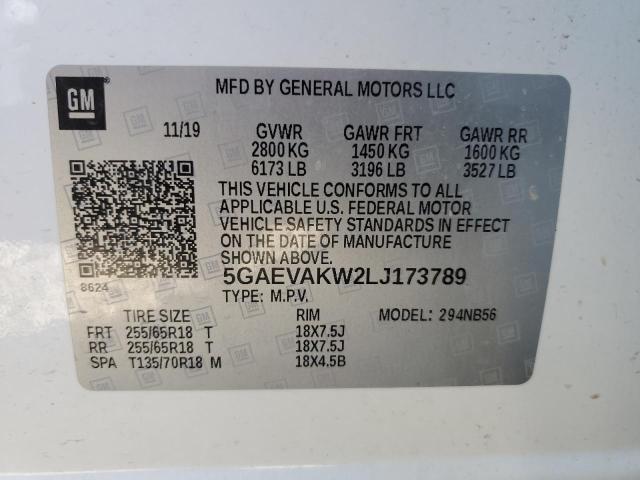 GM
MFD BY GENERAL MOTORS LLC
11/19 GVWR GAWR FRT GAWR RR
2800 KG 1450 KG 1600 KG
6173 LB 3196 LB 3527 LB
THIS VEHICLE CONFORMS TO ALL
APPLICABLE U.S. FEDERAL MOTOR
VEHICLE SAFETY STANDARDS IN EFFECT
ON THE DATE OF MANUFACTURE
SHOWN ABOVE.
8624
5GAEVAKW2LJ173789
TYPE: M.P.V.
TIRE SIZE RIM MODEL: 294NB56
FRT 255/65R18 T 18X7.5J
RR 255/65R18 T 18X7.5J
SPA T135/70R18 M 18X4.5B